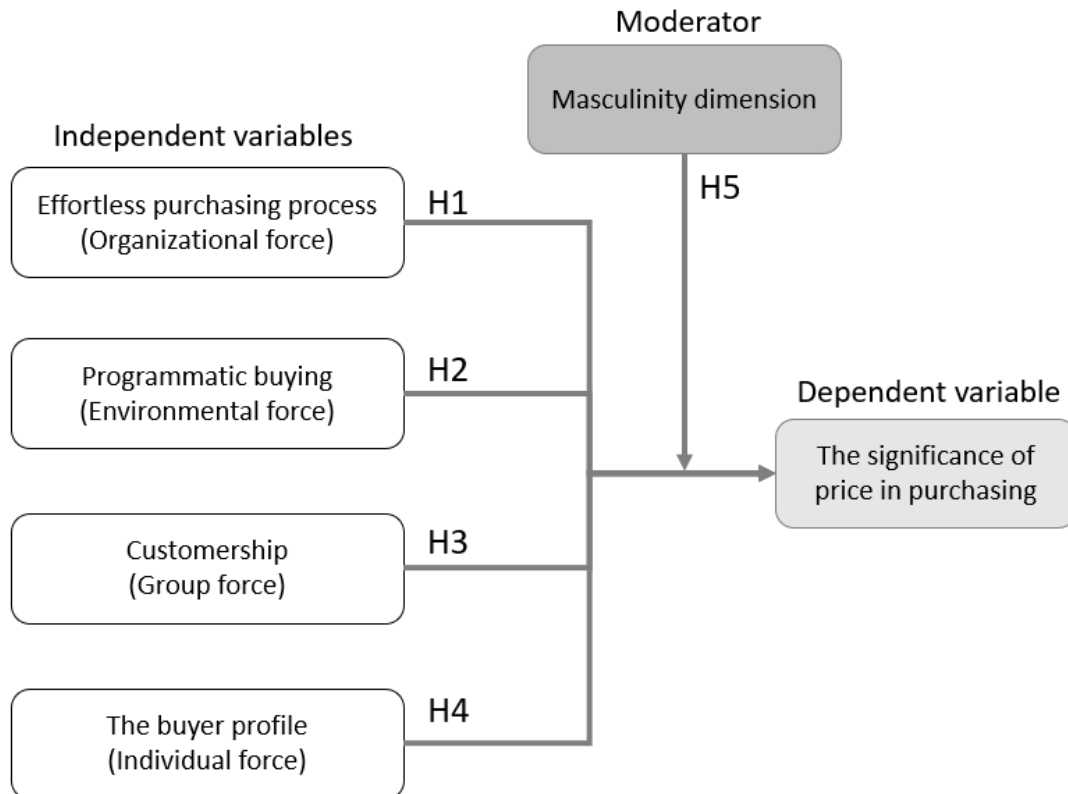 Moderator
Masculinity dimension
Independent variables
Effortless purchasing process
(Organizational force)
H1
H5
Programmatic buying
(Environmental force)
H2
Dependent variable
The significance of
price in purchasing
Customership
(Group force)
H3
The buyer profile
(Individual force)
H4